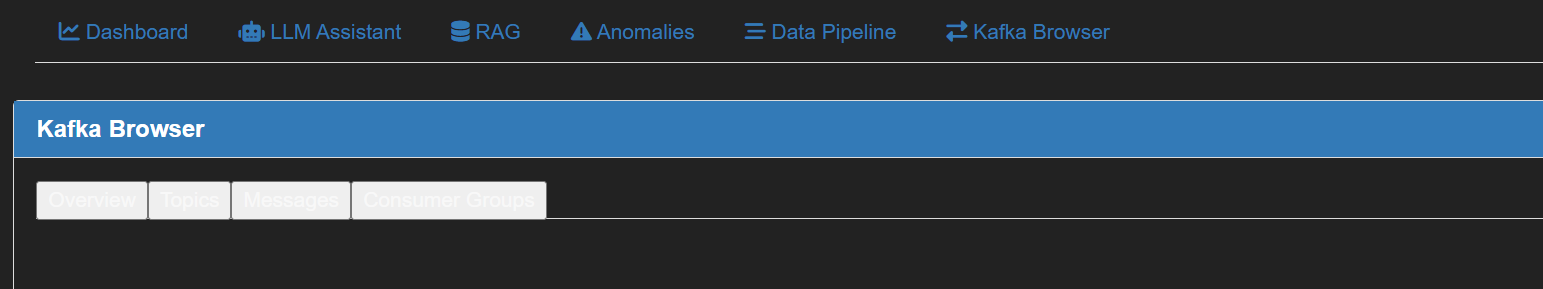 Dashboard LLM Assistant RAG Anomalies Data Pipeline Kafka Browser
Kafka Browser
Overview Topics Messages Consumer Groups